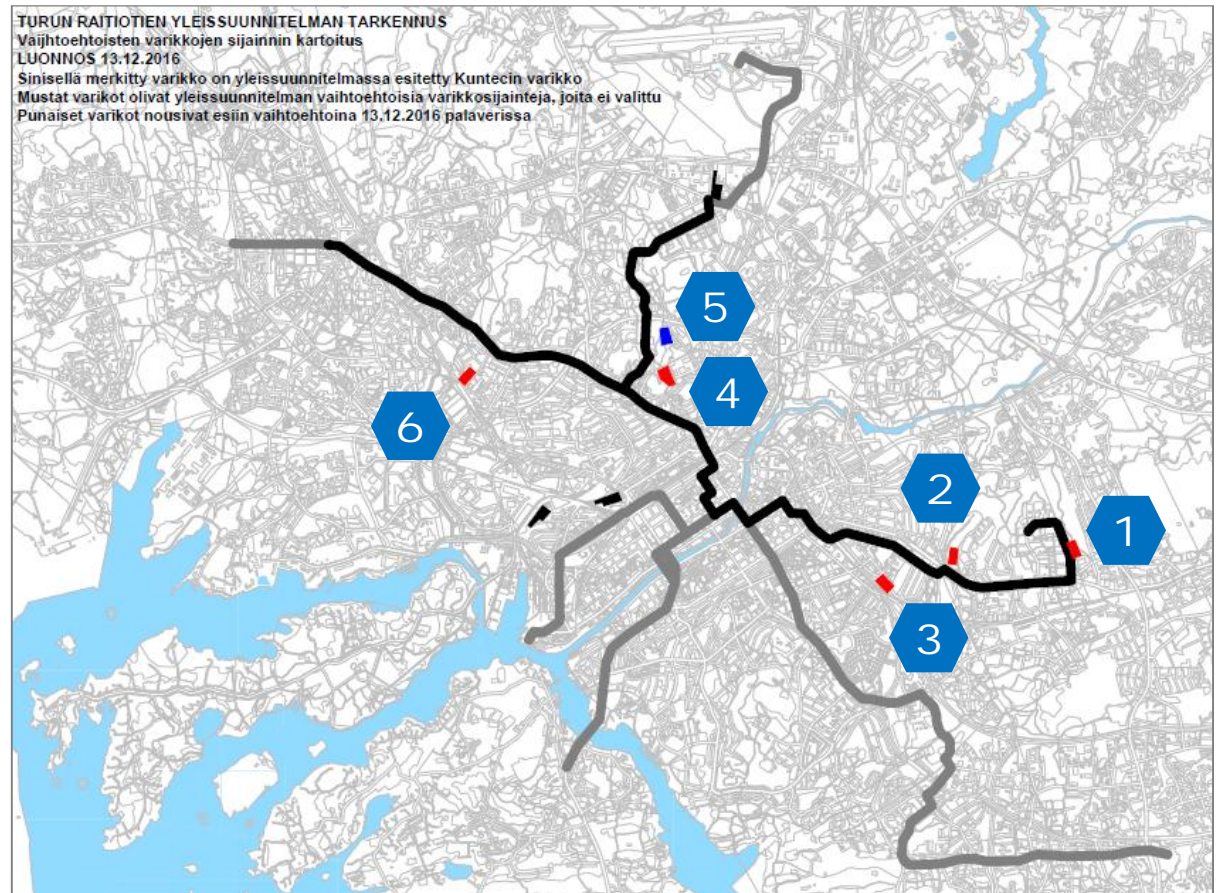 TURUN RAITIOTIEN YLEISSUUNNITELMAN TARKENNUS
Vaijhtoehtoisten varikkojen sijainnin kartoitus
LUONNOS 13.12.2016
Sinisellä merkitty varikko on yleissuunnitelmassa esitetty Kuntecin varikko
Mustat varikot olivat yleissuunnitelman vaihtoehtoisia varikkosijainteja, joita ei valittu
Punaiset varikot nousivat esiin vaihtoehtoina 13.12.2016 palaverissa
5
4
6
2
1
3